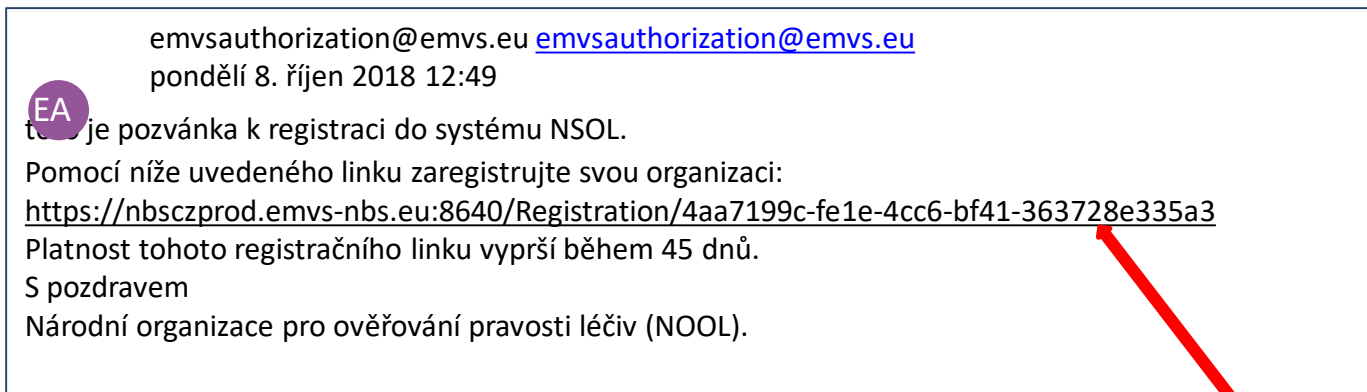 emvsauthorization@emvs.eu emvsauthorization@emvs.eu
pondělí 8. říjen 2018 12:49
EA
je pozvánka k registraci do systému NSOL.
Pomocí níže uvedeného linku zaregistrujte svou organizaci:
https://nbsczprod.emvs-nbs.eu:8640/Registration/4aa7199c-fe1e-4cc6-bf41-363728e335a3
Platnost tohoto registračního linku vyprší během 45 dnů.
S pozdravem
Národní organizace pro ověřování pravosti léčiv (NOOL).